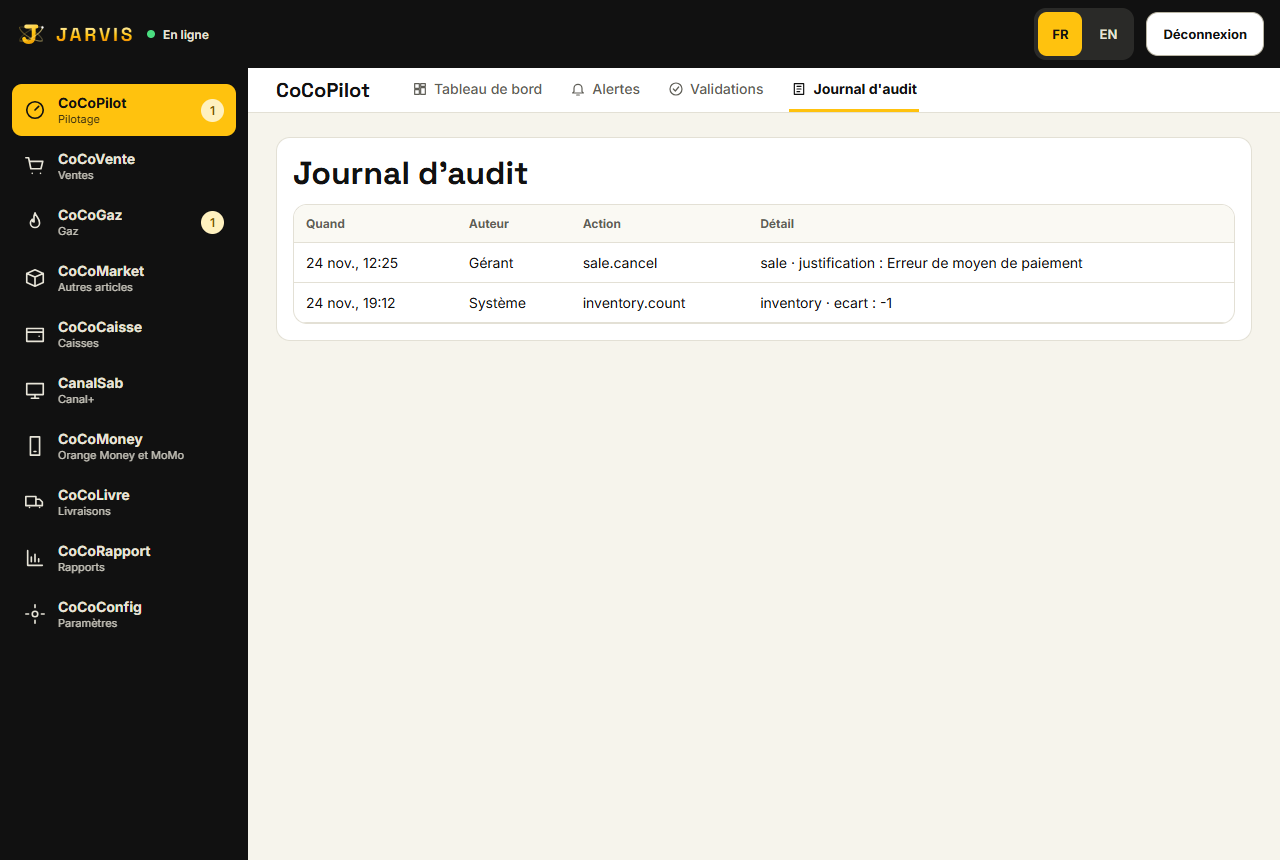 JARVIS En ligne FR EN Déconnexion
CoCoPilot
Pilotage
1
CoCoVente
Ventes
CoCoGaz
Gaz
1
CoCoMarket
Autres articles
CoCoCaisse
Caisses
CanalSab
Canal+
CoCoMoney
Orange Money et MoMo
CoCoLivre
Livraisons
CoCoRapport
Rapports
CoCoConfig
Paramètres
CoCoPilot Tableau de bord Alertes Validations Journal d'audit
Journal d’audit
Quand Auteur Action Détail
24 nov., 12:25 Gérant sale.cancel sale · justification : Erreur de moyen de paiement
24 nov., 19:12 Système inventory.count inventory · ecart : -1